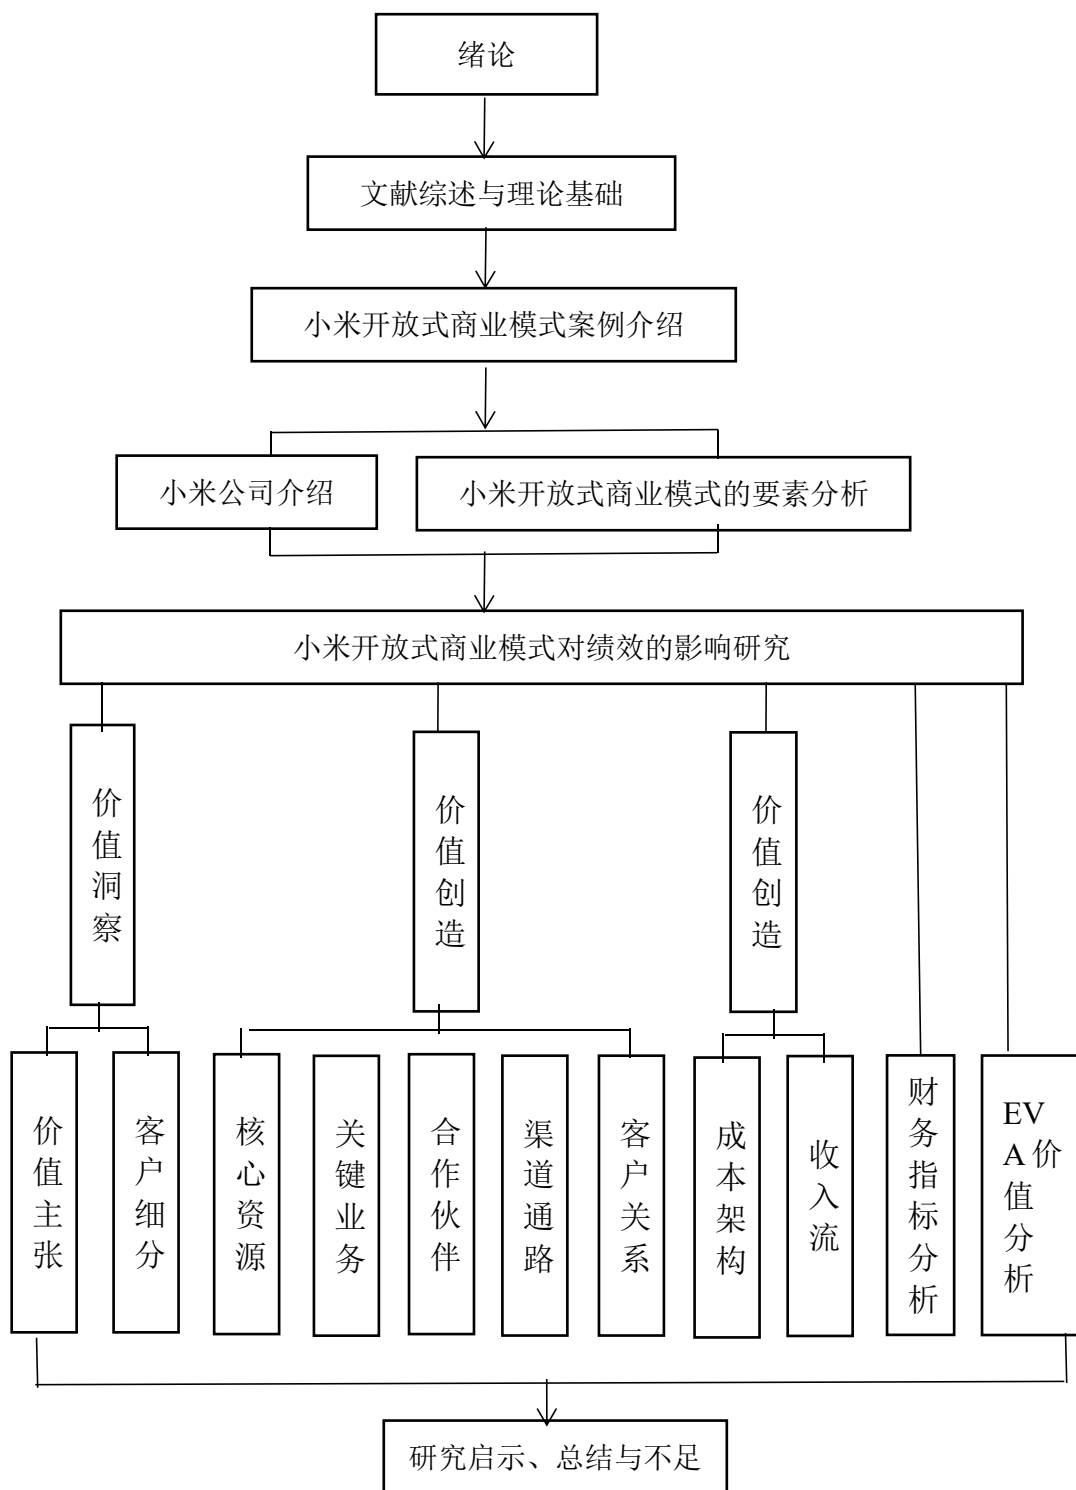 绪论
文献综述与理论基础
小米开放式商业模式案例介绍
小米公司介绍
小米开放式商业模式的要素分析
小米开放式商业模式对绩效的影响研究
价值洞察
价值创造
价值创造
价值主张
客户细分
核心资源
关键业务
合作伙伴
渠道通路
客户关系
成本架构
收入流
财务指标分析
EVA价值分析
研究启示、总结与不足